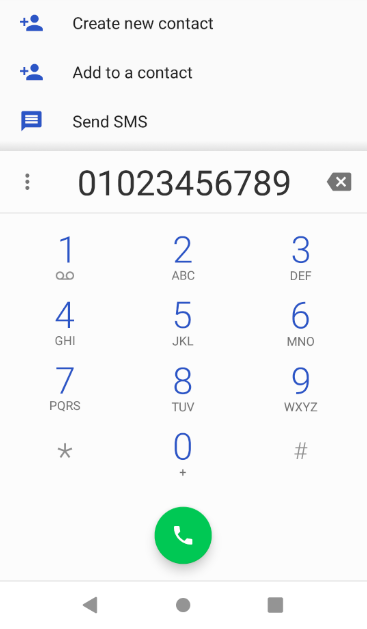 Create new contact
Add to a contact
Send SMS
01023456789
1 2 3
ABC DEF
4 5 6
GHI JKL MNO
7 8 9
PQRS TUV WXYZ
* 0 #
+